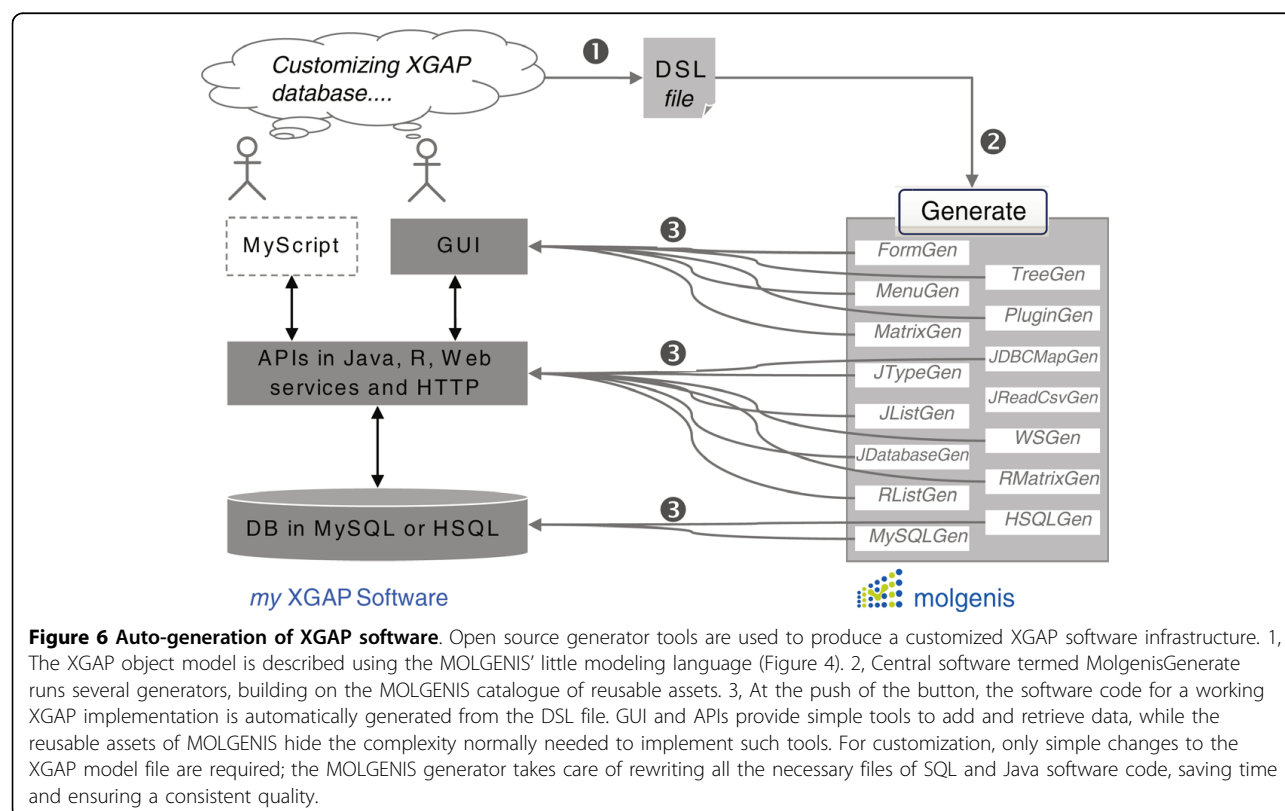 Customizing XGAP
database....
❶
DSL
file
❷
Generate
MyScript
GUI
❸
FormGen
TreeGen
MenuGen
PluginGen
MatrixGen
APIs in Java, R, Web
services and HTTP
❸
JDBCMapGen
JTypeGen
JReadCsvGen
JListGen
WSGen
JDatabaseGen
RMatrixGen
RListGen
DB in MySQL or HSQL
❸
HSQLGen
MySQLGen
my XGAP Software
molgenis
Figure 6 Auto-generation of XGAP software. Open source generator tools are used to produce a customized XGAP software infrastructure. 1,
The XGAP object model is described using the MOLGENIS’ little modeling language (Figure 4). 2, Central software termed MolgenisGenerate
runs several generators, building on the MOLGENIS catalogue of reusable assets. 3, At the push of the button, the software code for a working
XGAP implementation is automatically generated from the DSL file. GUI and APIs provide simple tools to add and retrieve data, while the
reusable assets of MOLGENIS hide the complexity normally needed to implement such tools. For customization, only simple changes to the
XGAP model file are required; the MOLGENIS generator takes care of rewriting all the necessary files of SQL and Java software code, saving time
and ensuring a consistent quality.